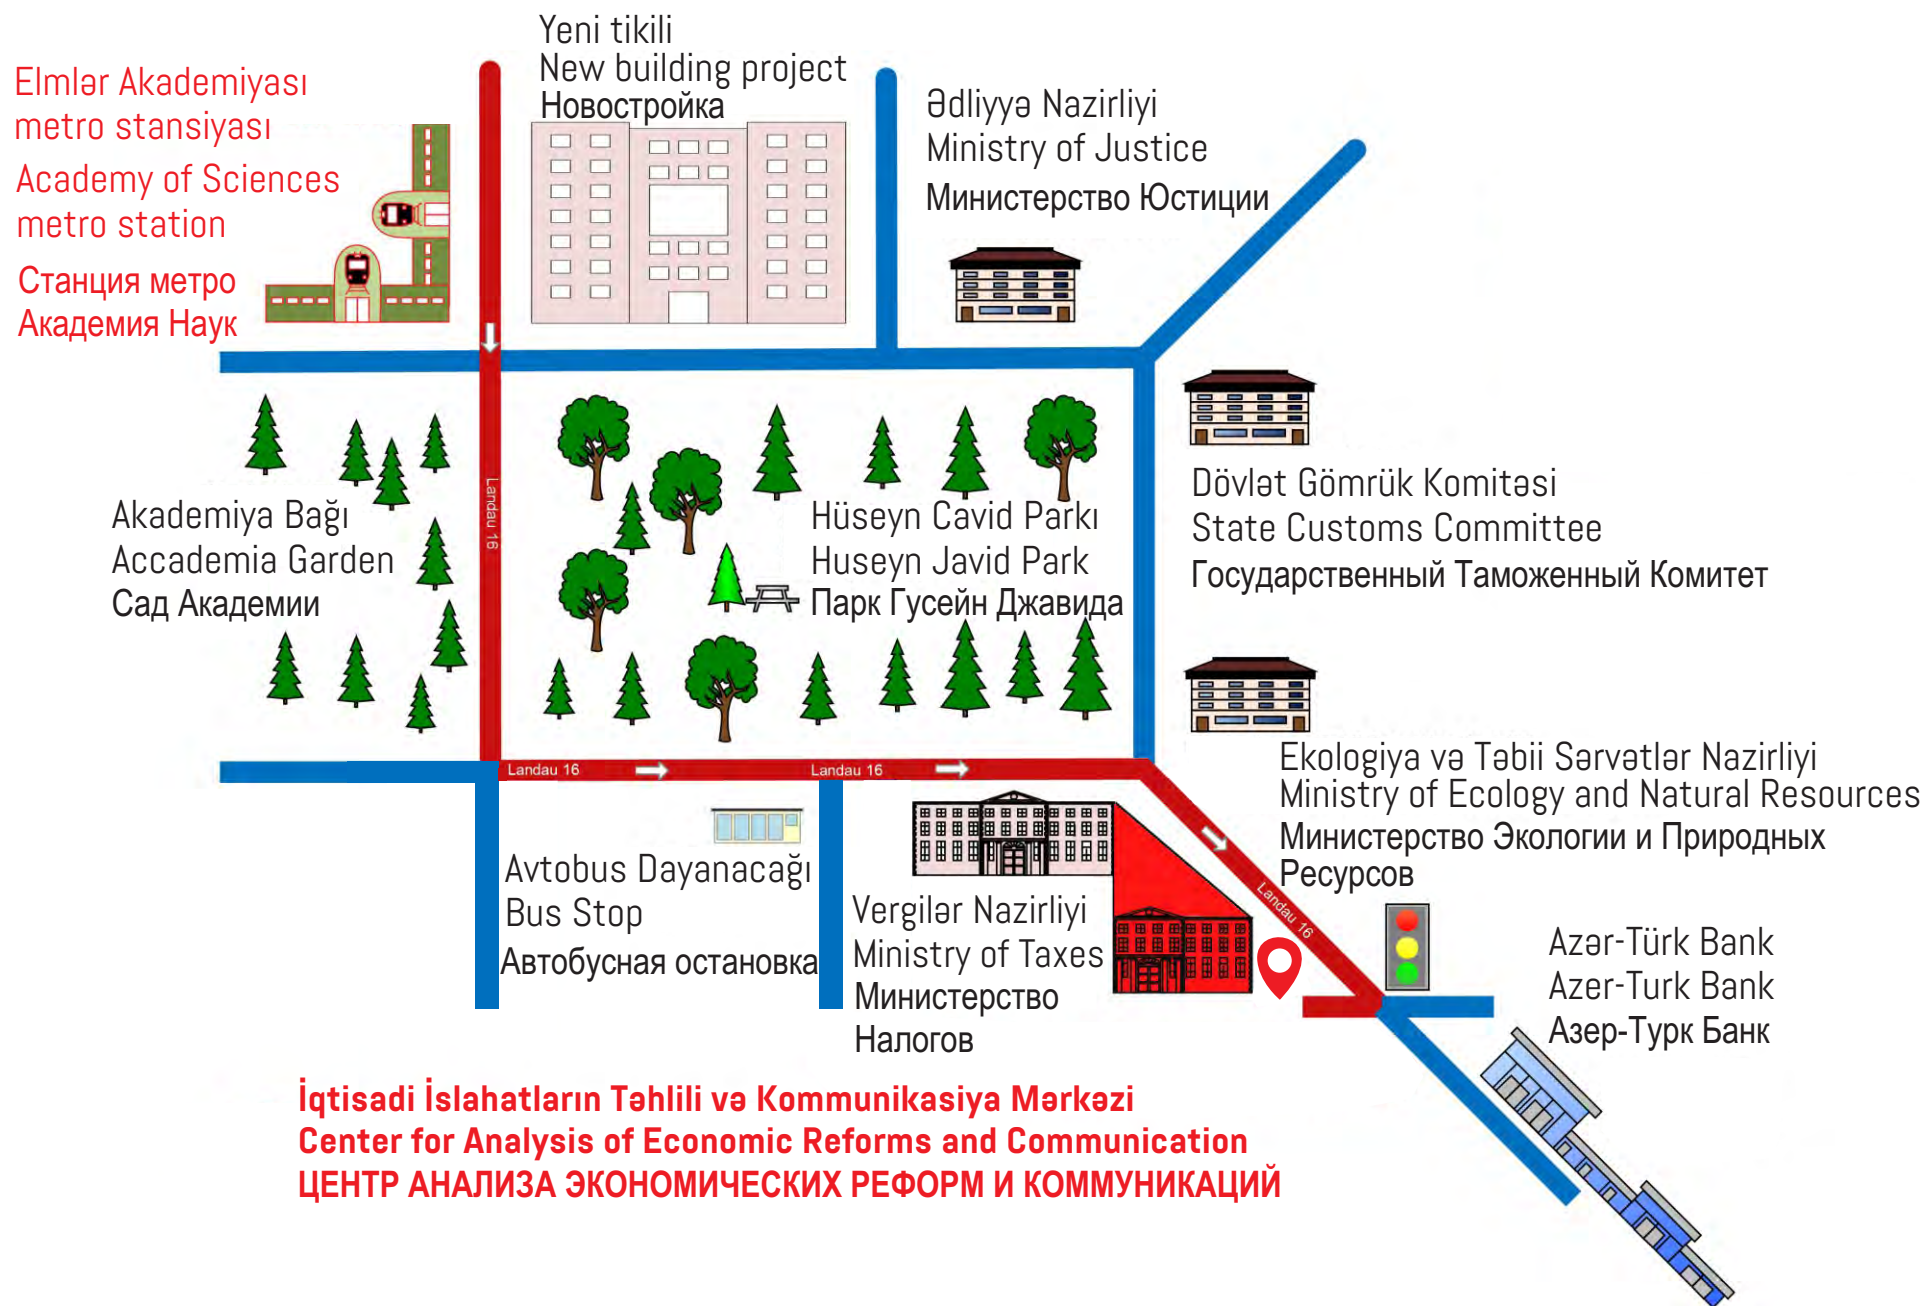 Elmlər Akademiyası
metro stansiyası
Academy of Sciences
metro station
Станция метро
Академия Наук
Yeni tikili
New building project
Новостройка
Ədliyyə Nazirliyi
Ministry of Justice
Министерство Юстиции
Landau 16
Akademiya Bağı
Accademia Garden
Сад Академии
Hüseyn Cavid Parkı
Huseyn Javid Park
Парк Гусейн Джавида
Dövlət Gömrük Komitəsi
State Customs Committee
Государственный Таможенный Комитет
Landau 16
Landau 16
Ekologiya və Təbii Sərvətlər Nazirliyi
Ministry of Ecology and Natural Resources
Министерство Экологии и Природных
Ресурсов
Landau 16
Avtobus Dayanacağı
Bus Stop
Автобусная остановка
Vergilər Nazirliyi
Ministry of Taxes
Министерство
Налогов
Azər-Türk Bank
Azer-Turk Bank
Азер-Турк Банк
İqtisadi İslahatların Təhlili və Kommunikasiya Mərkəzi
Center for Analysis of Economic Reforms and Communication
ЦЕНТР АНАЛИЗА ЭКОНОМИЧЕСКИХ РЕФОРМ И КОММУНИКАЦИЙ